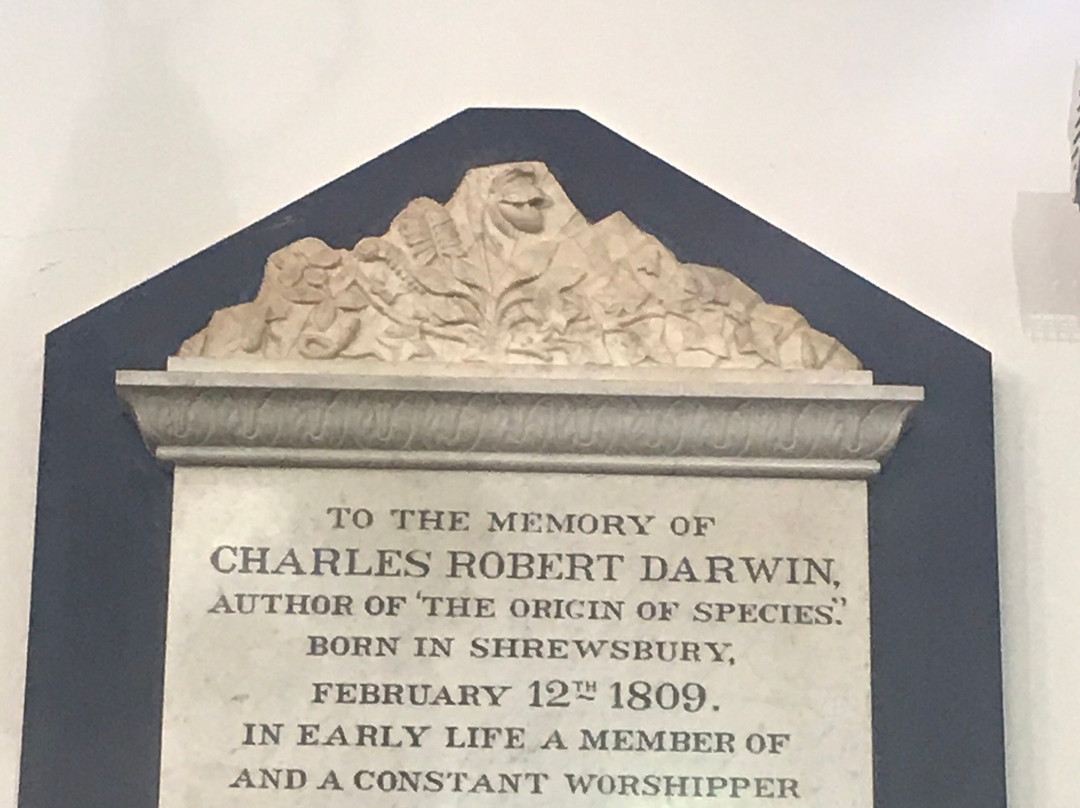 TO THE MEMORY OF
CHARLES ROBERT DARWIN,
AUTHOR OF 'THE ORIGIN OF SPECIES'.'
BORN IN SHREWSBURY,
FEBRUARY 12TH 1809.
IN EARLY LIFE A MEMBER OF
AND A CONSTANT WORSHIPPER